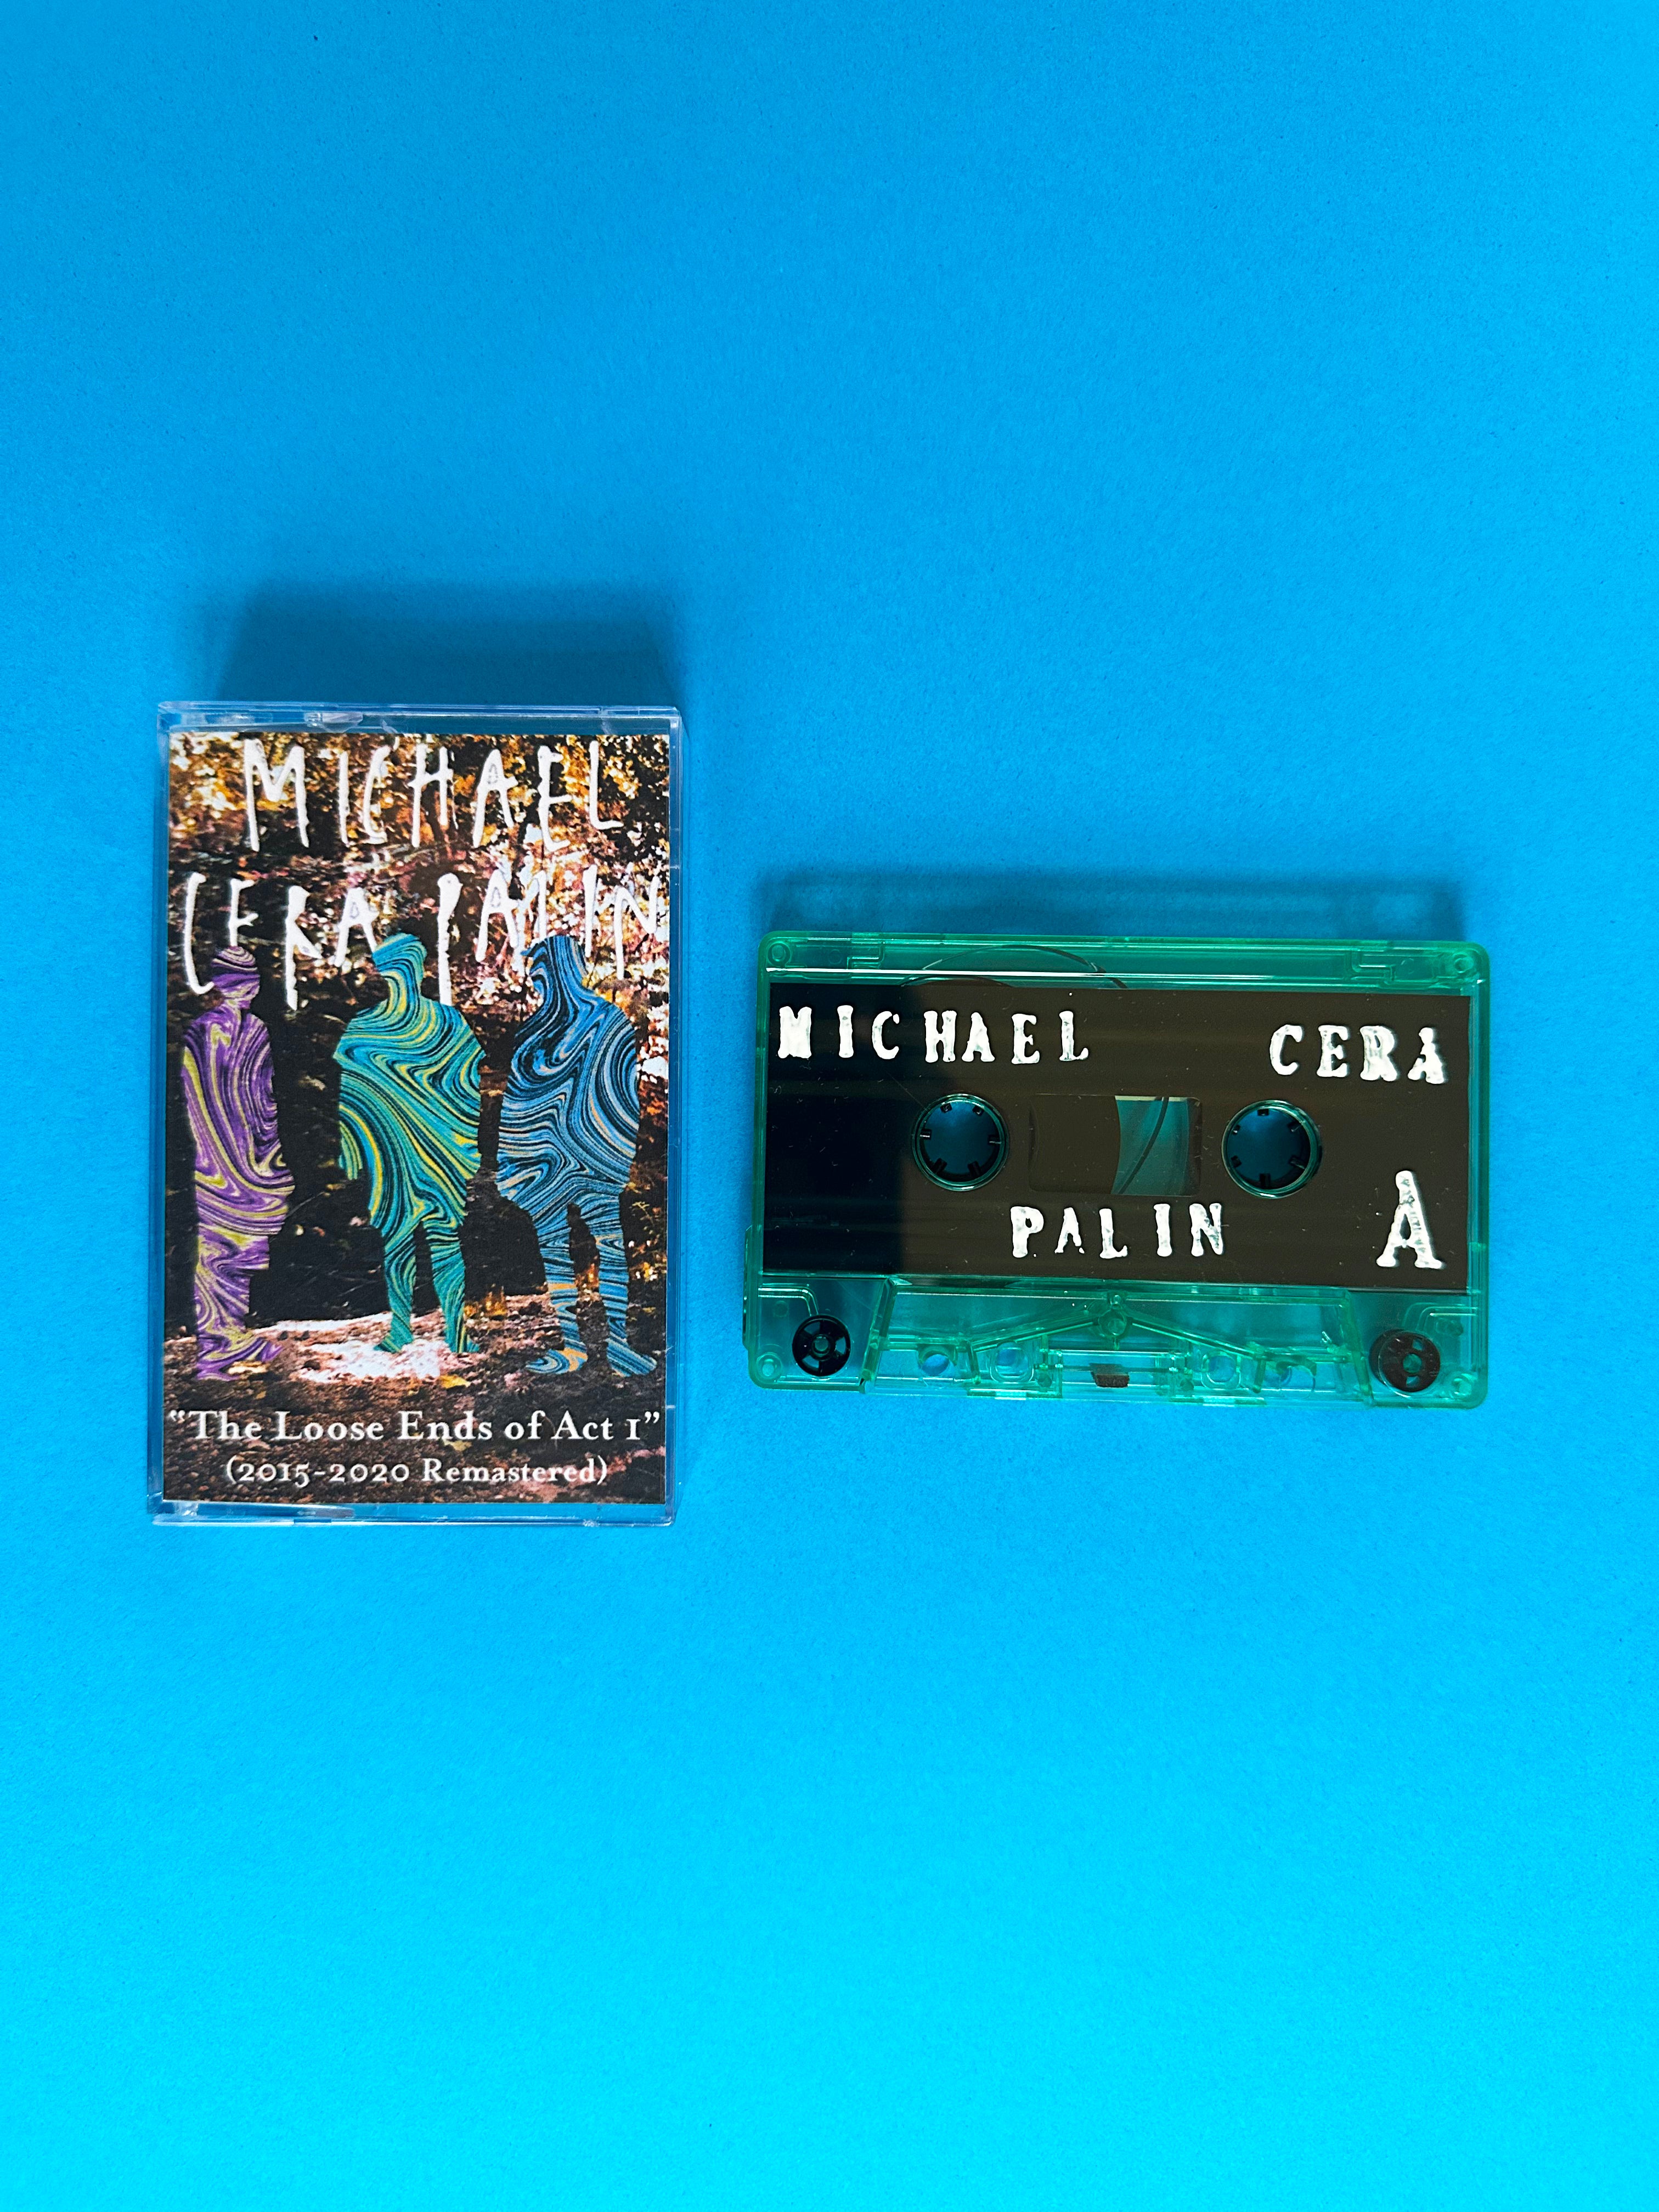 MICHAEL
CERA PALIN
"The Loose Ends of Act 1"
(2015-2020 Remastered)
MICHAEL CERA
PALIN A